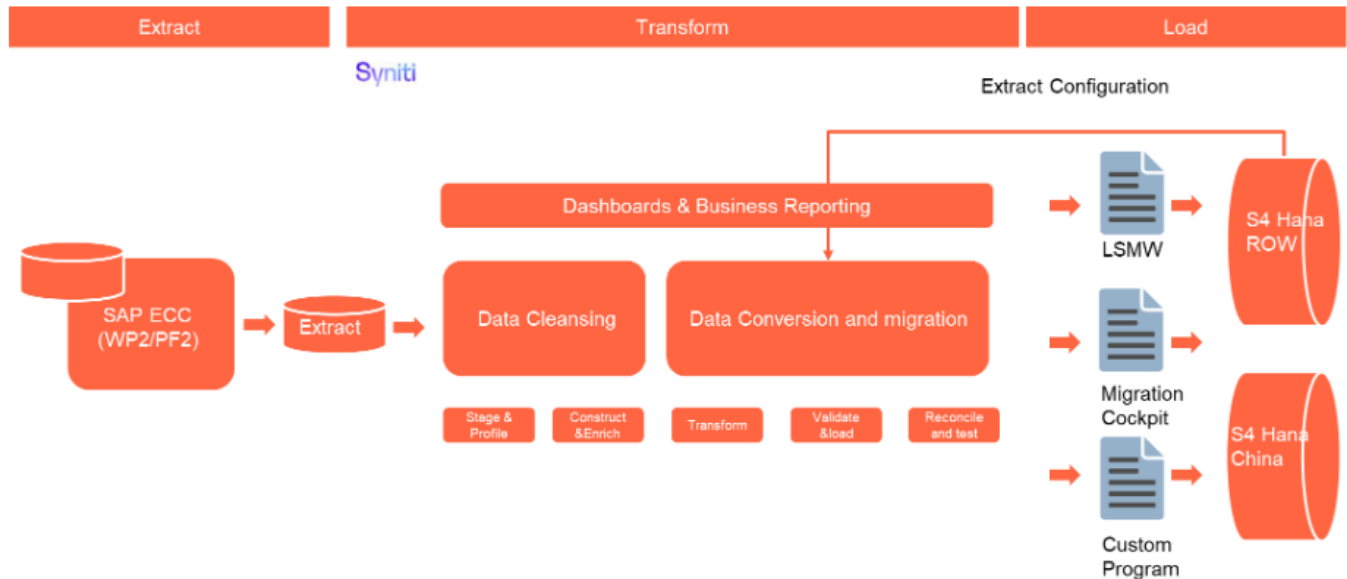 Extract
Transform
Load
Syniti
Extract Configuration
Dashboards & Business Reporting
LSMW
S4 Hana
ROW
SAP ECC
(WP2/PF2)
Extract
Data Cleansing
Data Conversion and migration
Stage &
Profile
Construct
&Enrich
Transform
Validate
&load
Reconcile
and test
Migration
Cockpit
S4 Hana
China
Custom
Program